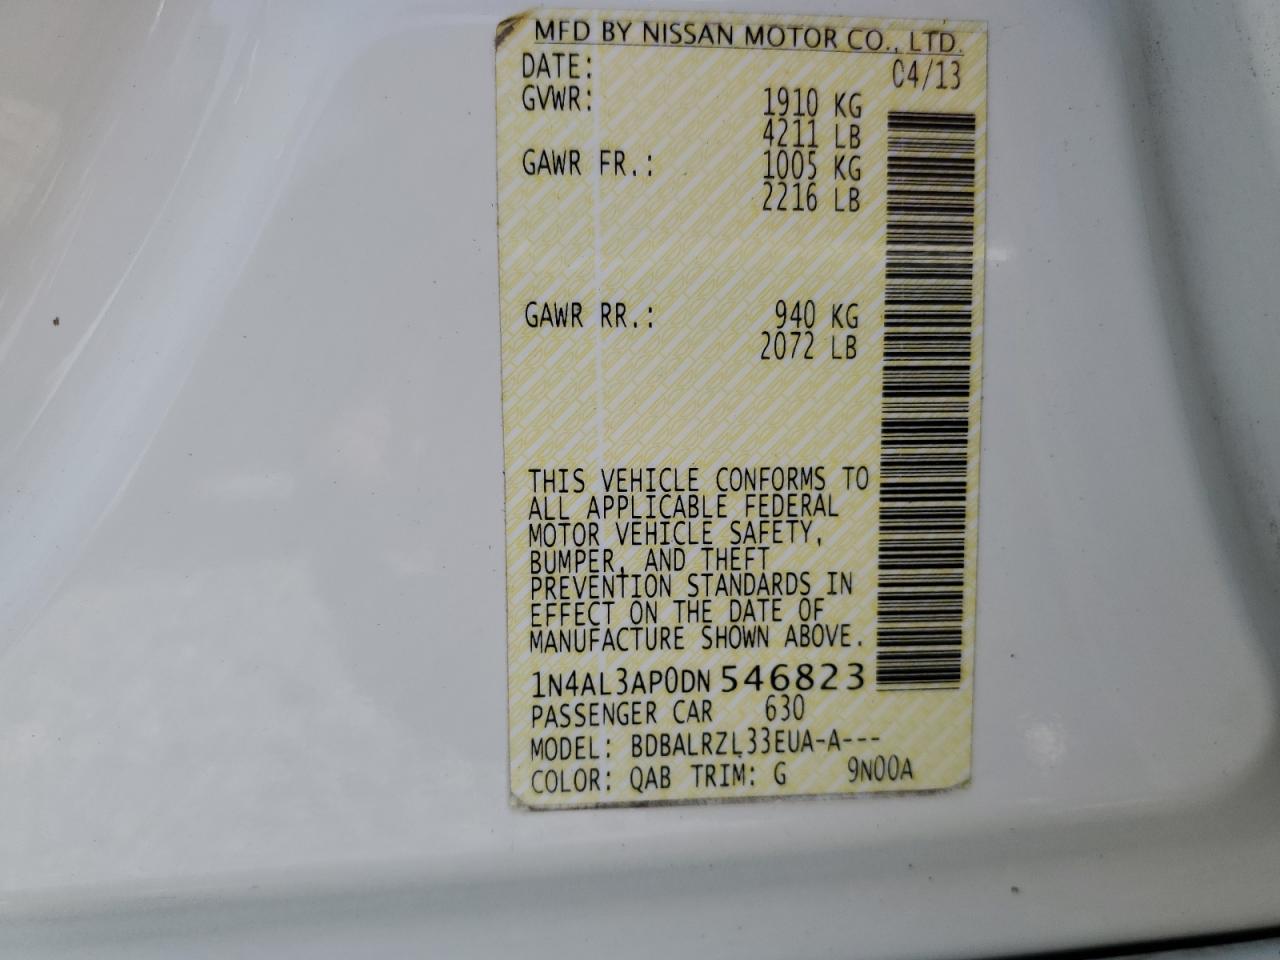 MFD BY NISSAN MOTOR CO., LTD.
DATE: 04/13
GVWR: 1910 KG
4211 LB
GAWR FR.: 1005 KG
2216 LB
GAWR RR.: 940 KG
2072 LB
THIS VEHICLE CONFORMS TO
ALL APPLICABLE FEDERAL
MOTOR VEHICLE SAFETY,
BUMPER, AND THEFT
PREVENTION STANDARDS IN
EFFECT ON THE DATE OF
MANUFACTURE SHOWN ABOVE.
1N4AL3AP0DN546823
PASSENGER CAR 630
MODEL: BDBALRZL33EUA-A---
COLOR: QAB TRIM: G 9N00A